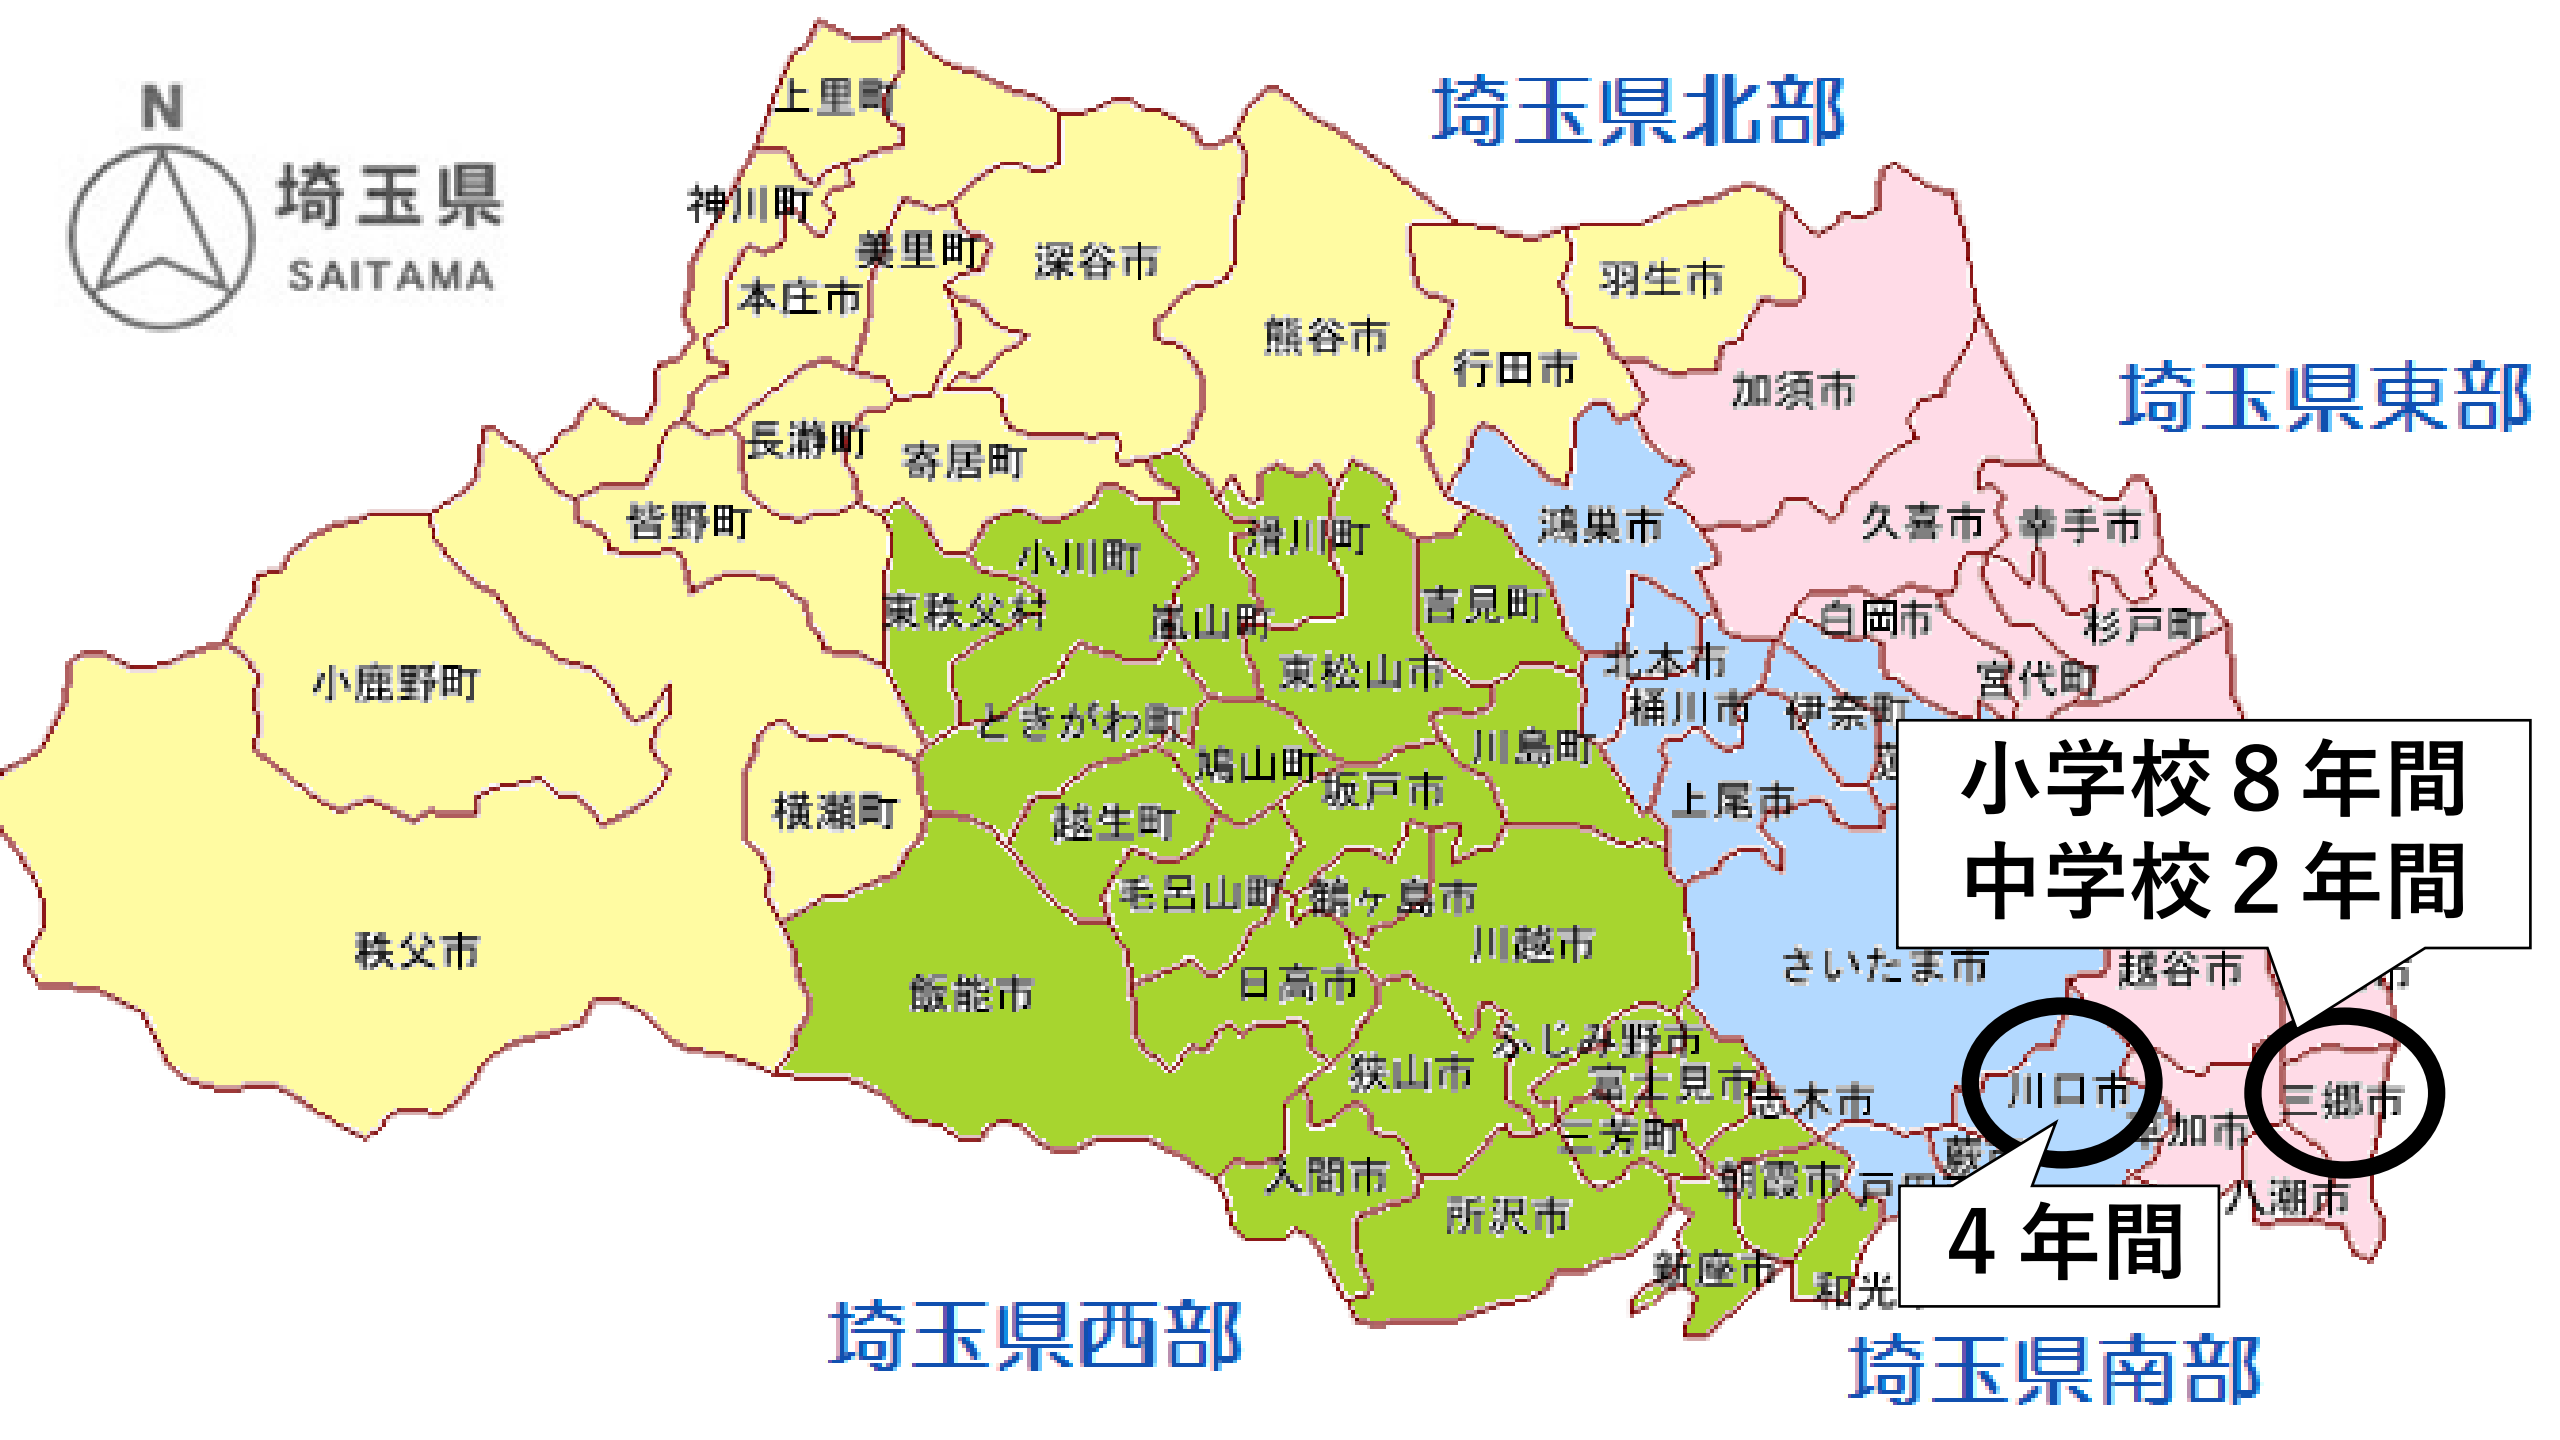 N
埼玉県
SAITAMA
埼玉県北部
上里町
神川町
美里町
本庄市
深谷市
熊谷市
行田市
羽生市
加須市
埼玉県東部
長瀞町
寄居町
皆野町
小川町
滑川町
鴻巣市
久喜市
幸手市
東秩父村
嵐山町
吉見町
白岡市
杉戸町
小鹿野町
東松山市
北本市
宮代町
ときがわ町
桶川市
伊奈町
鳩山町
川島町
横瀬町
越生町
坂戸市
上尾市
小学校8年間
中学校2年間
毛呂山町
鶴ヶ島市
秩父市
飯能市
日高市
川越市
さいたま市
越谷市
市
狭山市
ふじみ野市
富士見市
志木市
川口市
三郷市
三芳町
草加市
蕨
入間市
所沢市
朝霞市
戸田
八潮市
新座市
和光
4年間
埼玉県西部
埼玉県南部